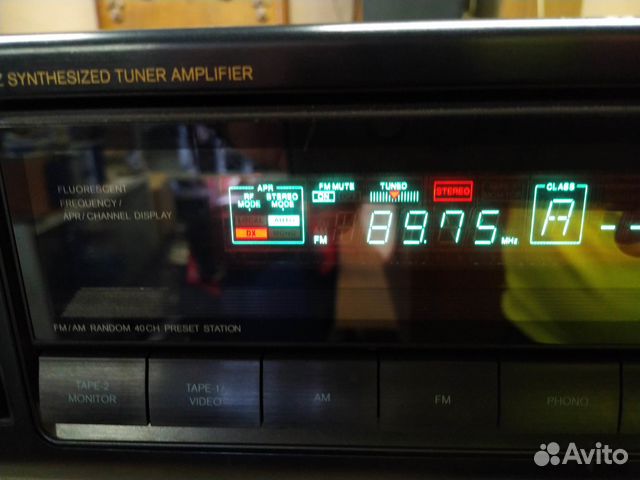 Z SYNTHESIZED TUNER AMPLIFIER
FLUORESCENT
FREQUENCY/
APR/CHANNEL DISPLAY
APR
RF MODE
STEREO MODE
AUTO
DX
FM MUTE
ON
TUNED
STEREO
CLASS
A
FM 89.75 MHz
--
FM/AM RANDOM 40CH PRESET STATION
TAPE-2 MONITOR
TAPE-1/ VIDEO
AM
FM
PHONO
Avito